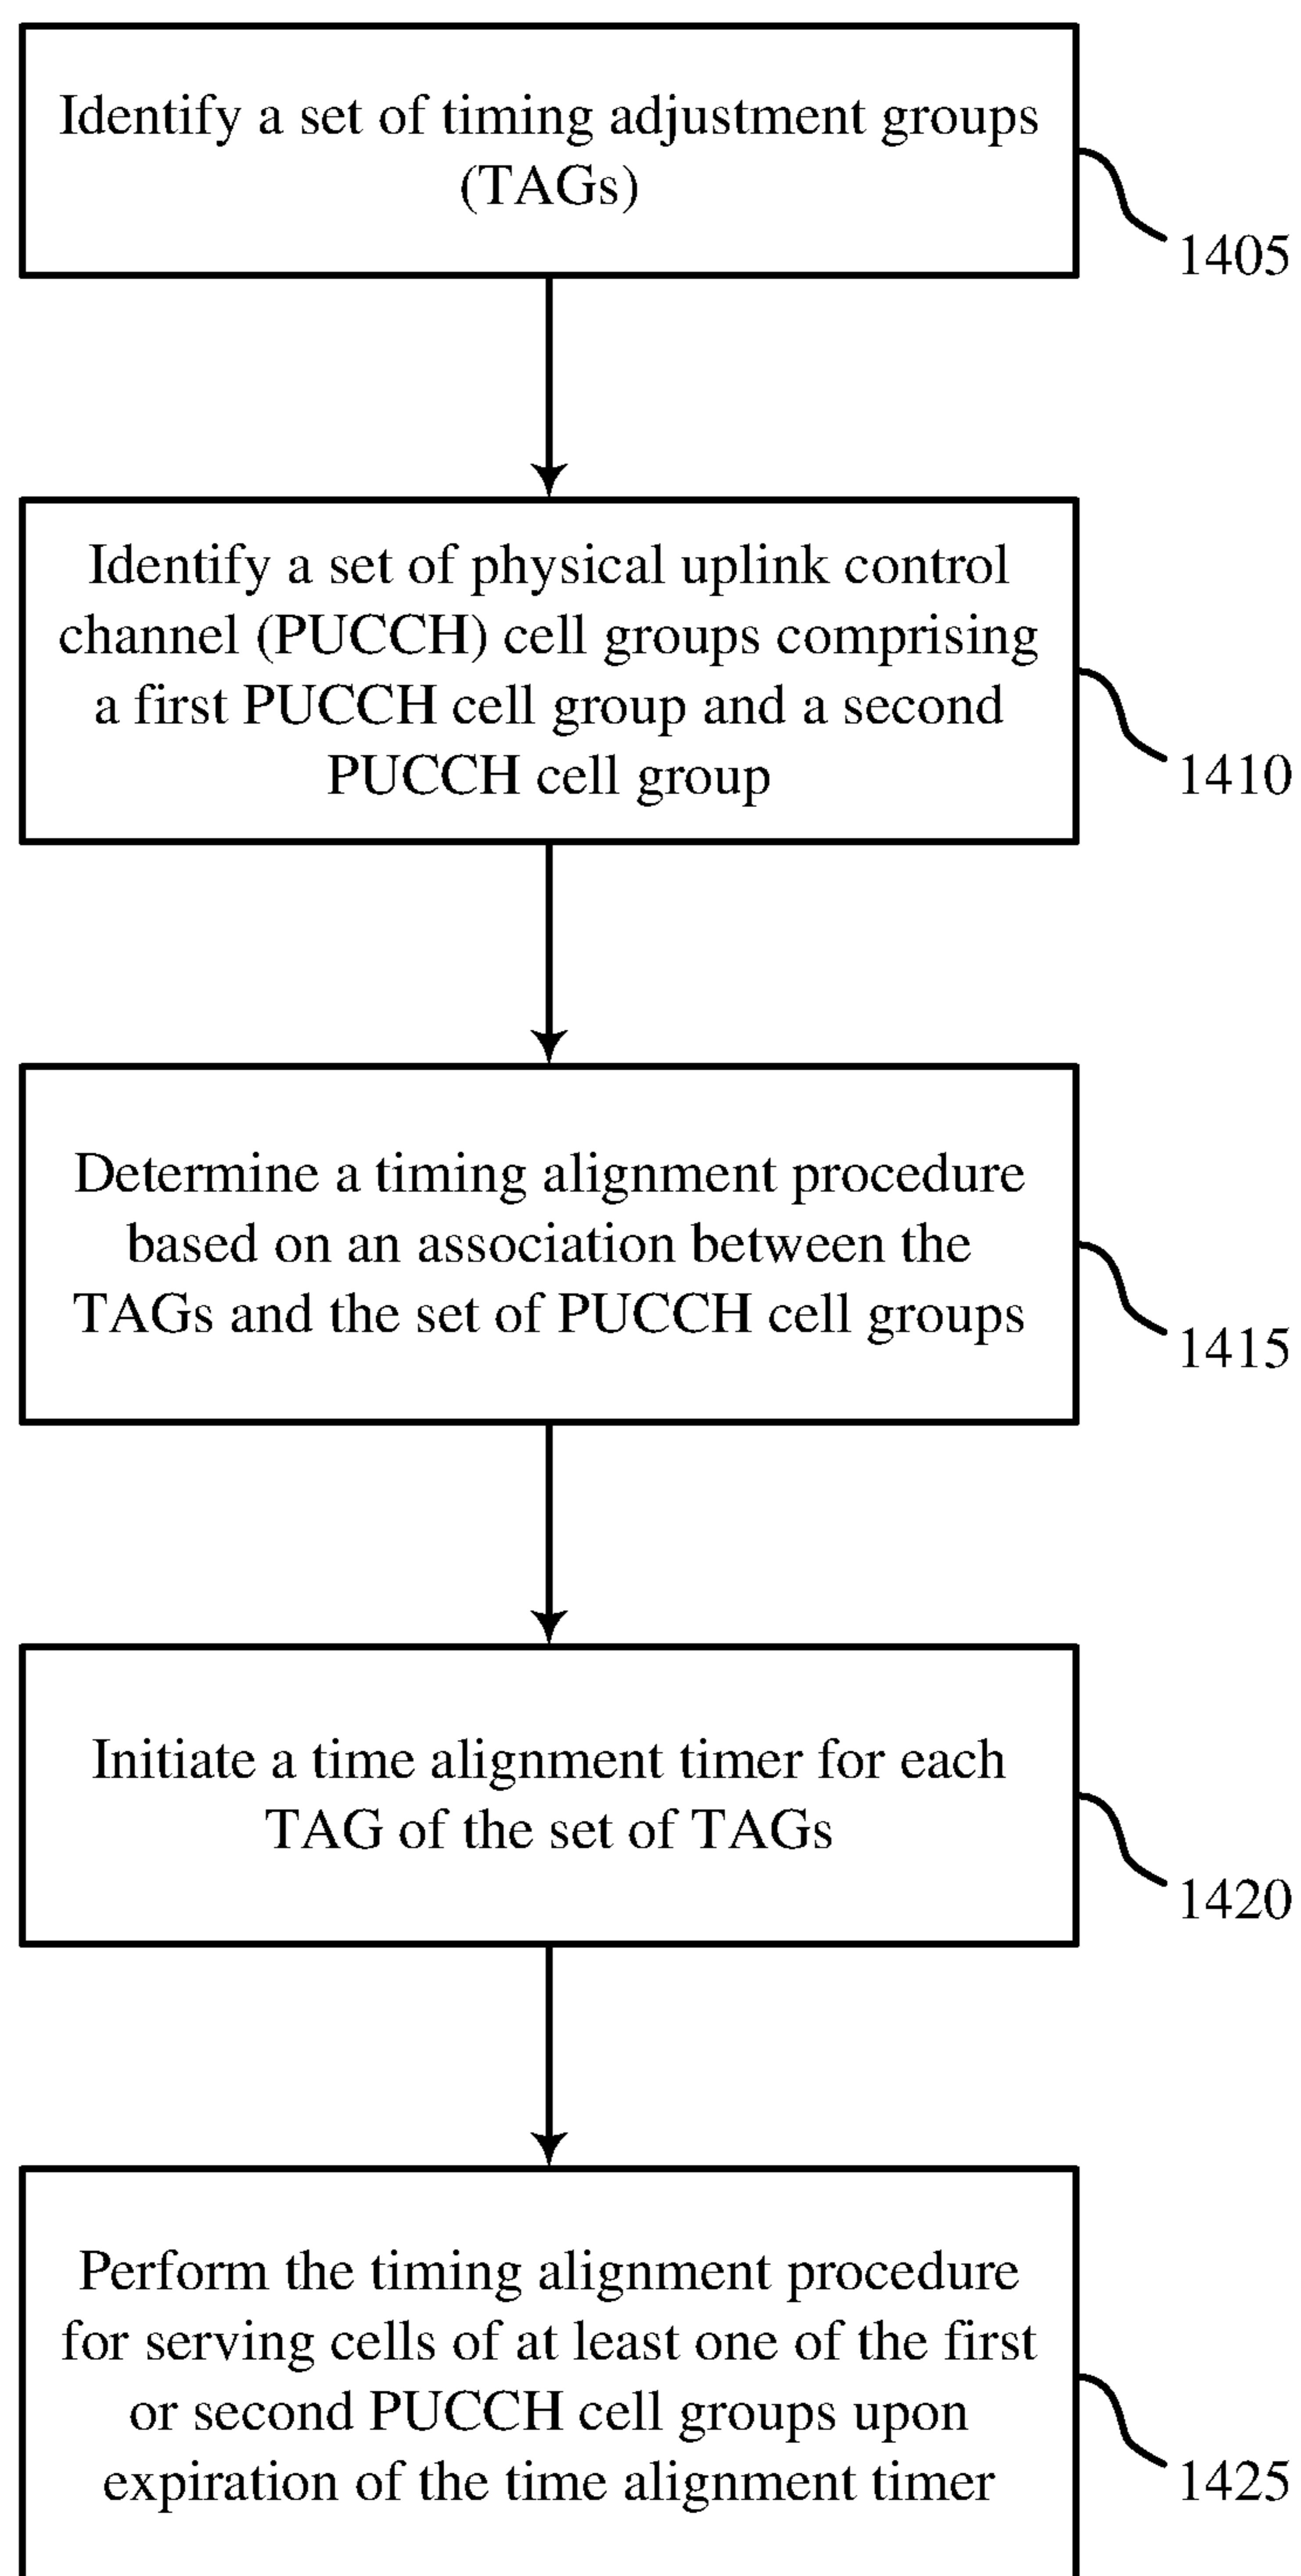 Identify a set of timing adjustment groups
(TAGs)
1405
Identify a set of physical uplink control
channel (PUCCH) cell groups comprising
a first PUCCH cell group and a second
PUCCH cell group
1410
Determine a timing alignment procedure
based on an association between the
TAGs and the set of PUCCH cell groups
1415
Initiate a time alignment timer for each
TAG of the set of TAGs
1420
Perform the timing alignment procedure
for serving cells of at least one of the first
or second PUCCH cell groups upon
expiration of the time alignment timer
1425